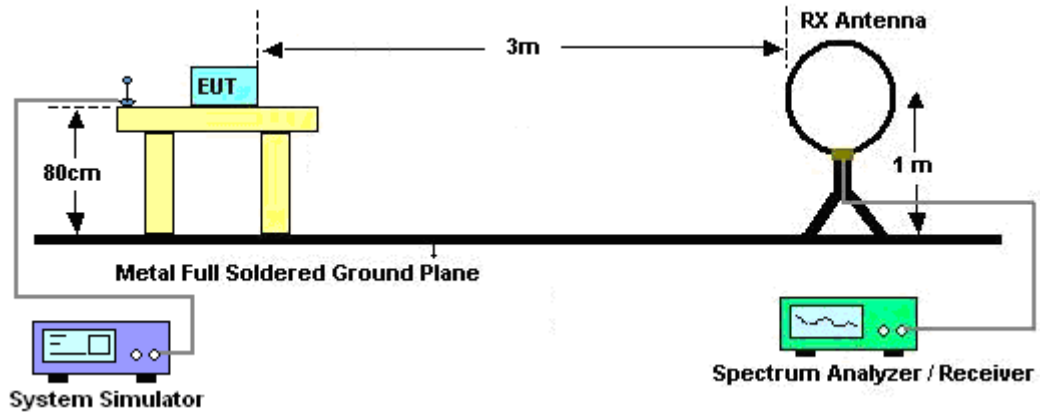 RX Antenna
3m
EUT
80cm
1 m
Metal Full Soldered Ground Plane
System Simulator
Spectrum Analyzer / Receiver